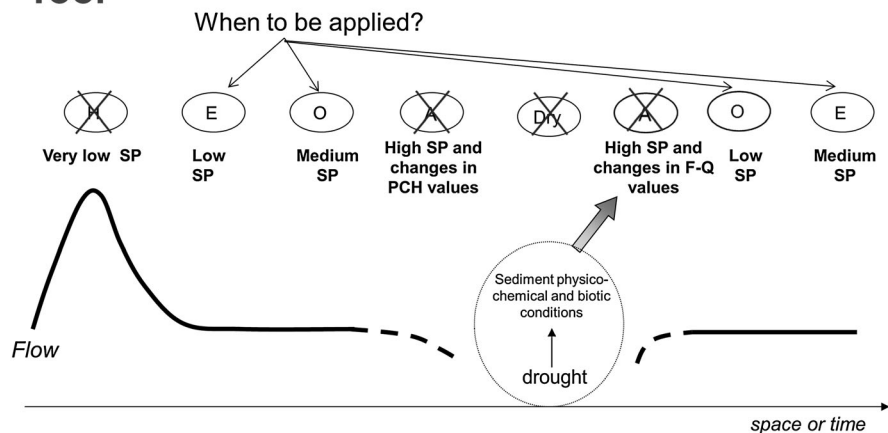 When to be applied?
H
E
O
A
Dry
A
O
E
Very low SP
Low
SP
Medium
SP
High SP and
changes in
PCH values
High SP and
changes in F-Q
values
Low
SP
Medium
SP
Sediment physico-
chemical and biotic
conditions
drought
Flow
space or time